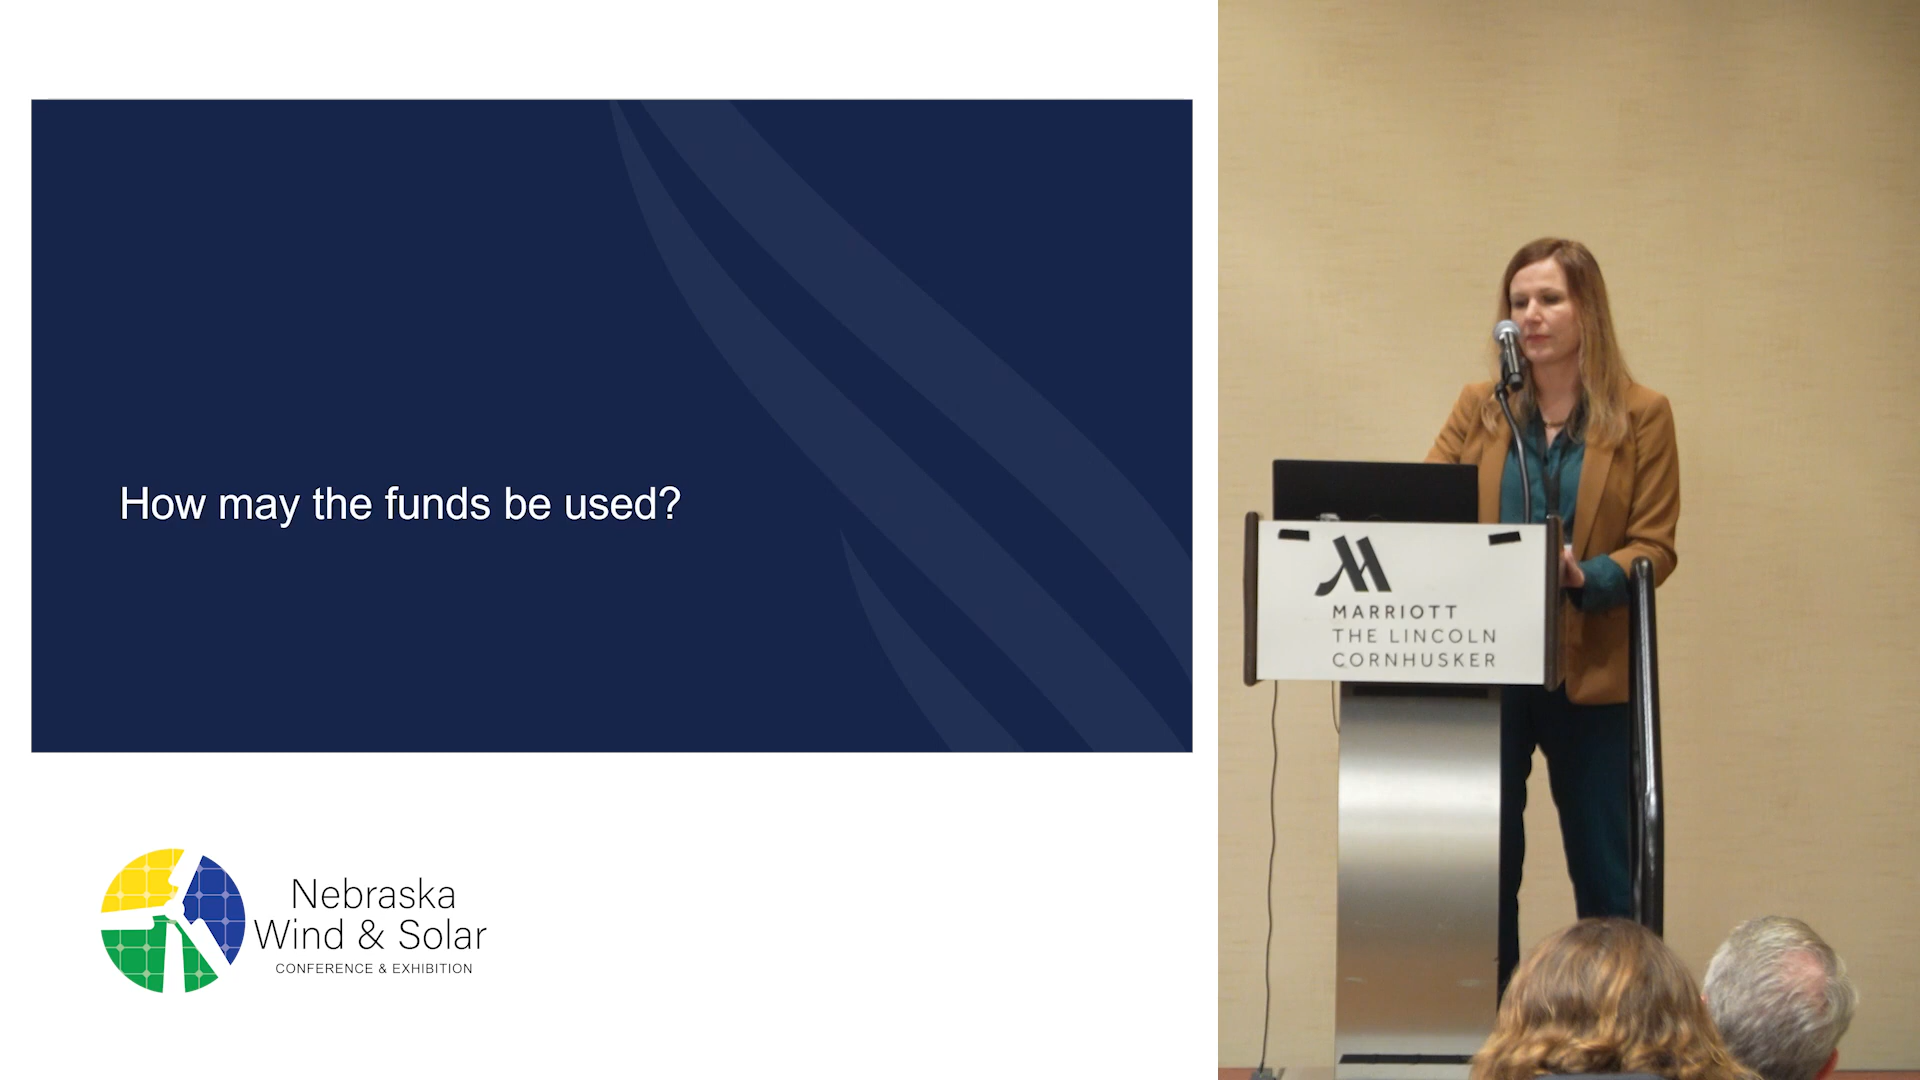 How may the funds be used?
Nebraska
Wind & Solar
CONFERENCE & EXHIBITION
MARRIOTT
THE LINCOLN
CORNHUSKER